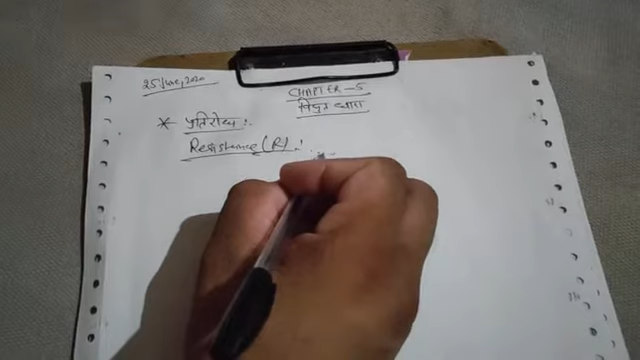 25 June, 2020
CHAPTER - 5
विद्युत धारा
* प्रतिरोध :-
Resistance (R) :-